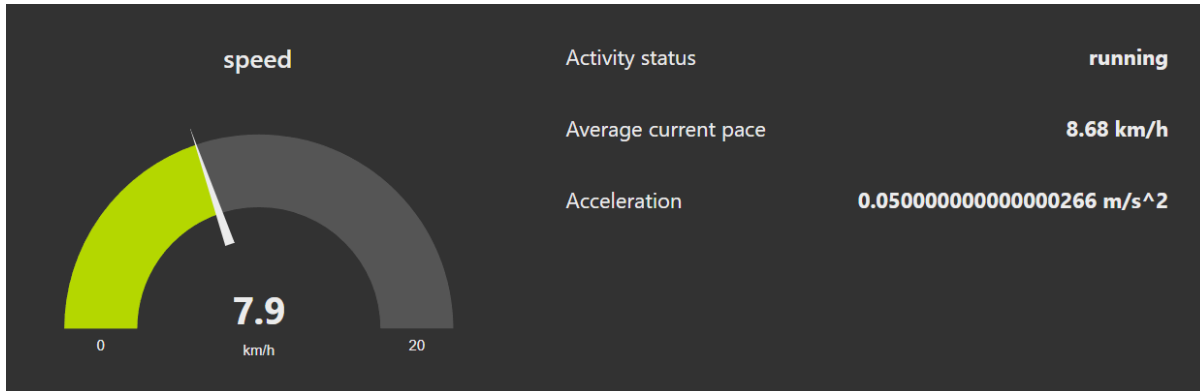 speed
7.9
km/h
0
20
Activity status running
Average current pace 8.68 km/h
Acceleration 0.050000000000000266 m/s^2